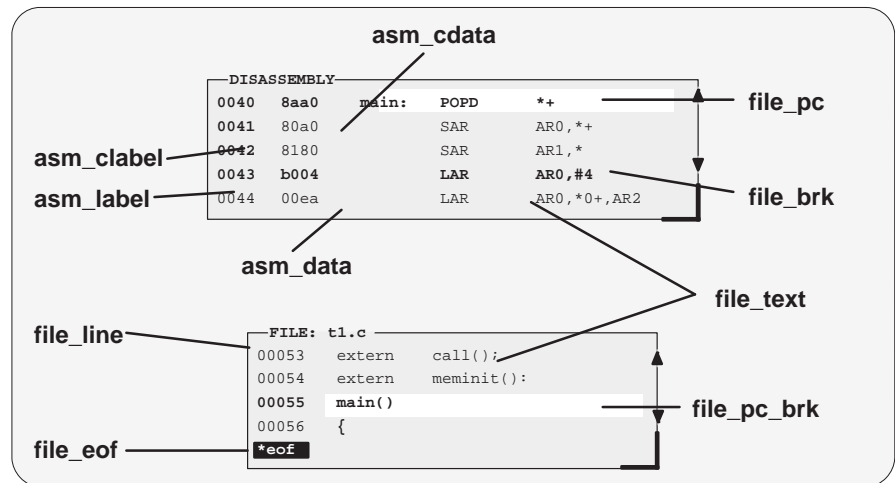 asm_cdata
DISASSEMBLY
0040 8aa0 main: POPD *+
file_pc
0041 80a0 SAR AR0,*+
asm_clabel
0042 8180 SAR AR1,*
0043 b004 LAR AR0,#4
file_brk
asm_label
0044 00ea LAR AR0,*0+,AR2
asm_data
file_text
file_line
FILE: t1.c
00053 extern call();
00054 extern meminit():
00055 main()
file_pc_brk
00056 {
file_eof
*eof